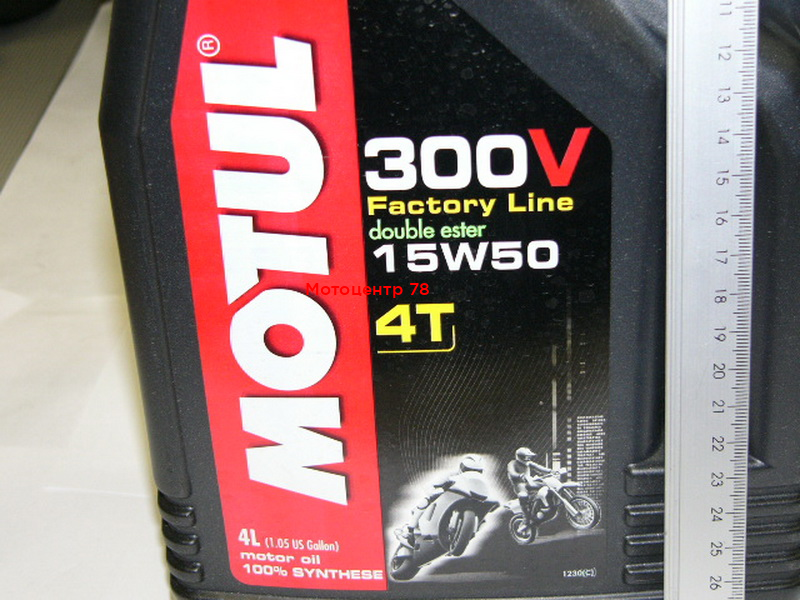 MOTUL®
300V
Factory Line
double ester
15W50
Мотоцентр 78
4T
4L (1.05 US Gallon)
motor oil
100% SYNTHESE
1230(C)
11
12
13
14
15
16
17
18
19
20
21
22
23
24
25
26